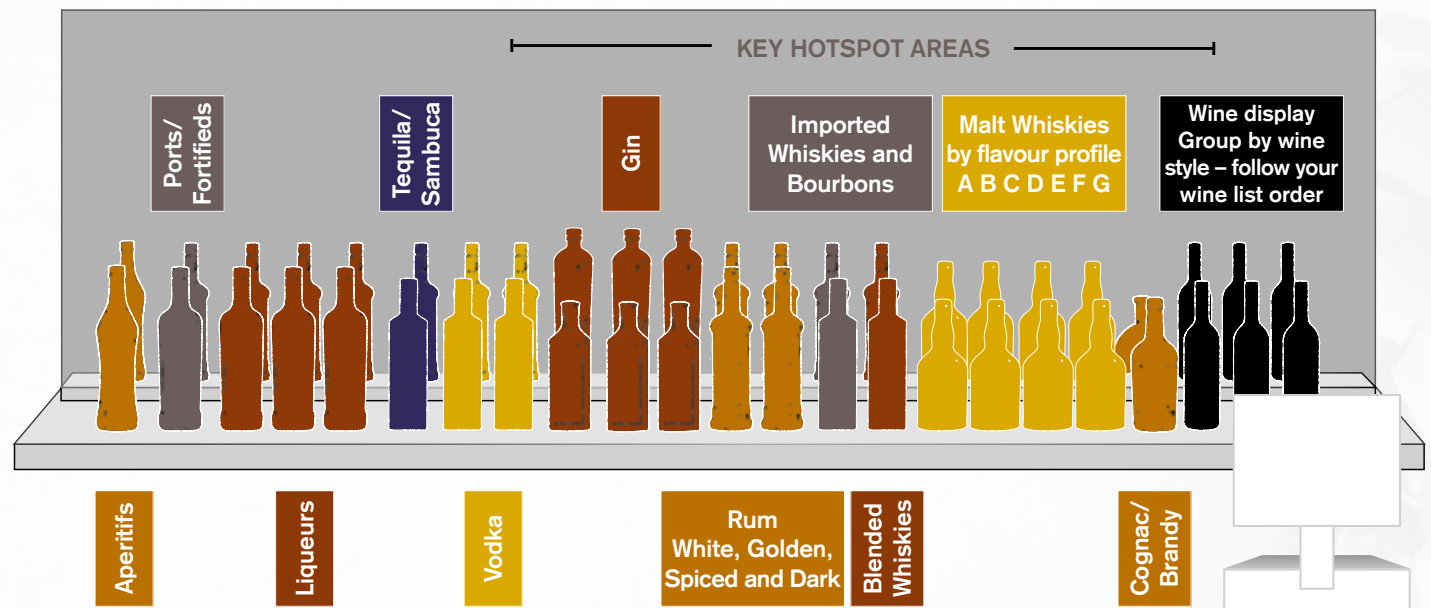 KEY HOTSPOT AREAS
Ports/
Fortifieds
Tequila/
Sambuca
Gin
Imported
Whiskies and
Bourbons
Malt Whiskies
by flavour profile
A B C D E F G
Wine display
Group by wine
style – follow your
wine list order
Aperitifs
Liqueurs
Vodka
Rum
White, Golden,
Spiced and Dark
Blended
Whiskies
Cognac/
Brandy